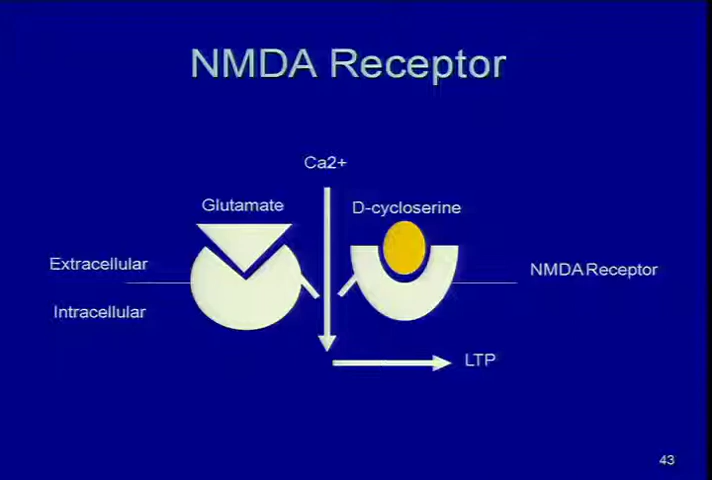 NMDA Receptor
Ca2+
Glutamate
D-cycloserine
Extracellular
NMDA Receptor
Intracellular
LTP
43